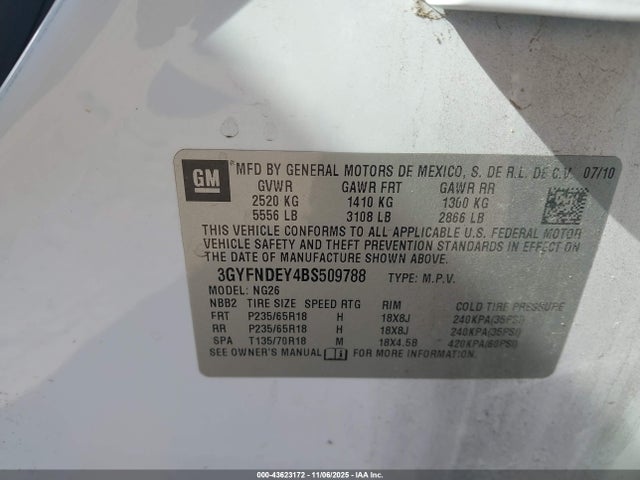 GM
MFD BY GENERAL MOTORS DE MEXICO, S. DE R.L. DE C.V. 07/10
GVWR GAWR FRT GAWR RR
2520 KG 1410 KG 1300 KG
5556 LB 3108 LB 2866 LB
THIS VEHICLE CONFORMS TO ALL APPLICABLE U.S. FEDERAL MOTOR
VEHICLE SAFETY AND THEFT PREVENTION STANDARDS IN EFFECT ON
THE DATE OF MANUFACTURE SHOWN ABOVE.
3GYFNDEY4BS509788 TYPE: M.P.V.
MODEL: NG26
NBB2 TIRE SIZE SPEED RTG RIM COLD TIRE PRESSURE
FRT P235/65R18 H 18X8J 240KPA(35PSI)
RR P235/65R18 H 18X8J 240KPA(35PSI)
SPA T135/70R18 M 18X4.5B 420KPA(60PSI)
SEE OWNER'S MANUAL FOR MORE INFORMATION.
000-43623172 - 11/06/2025 - IAAHC